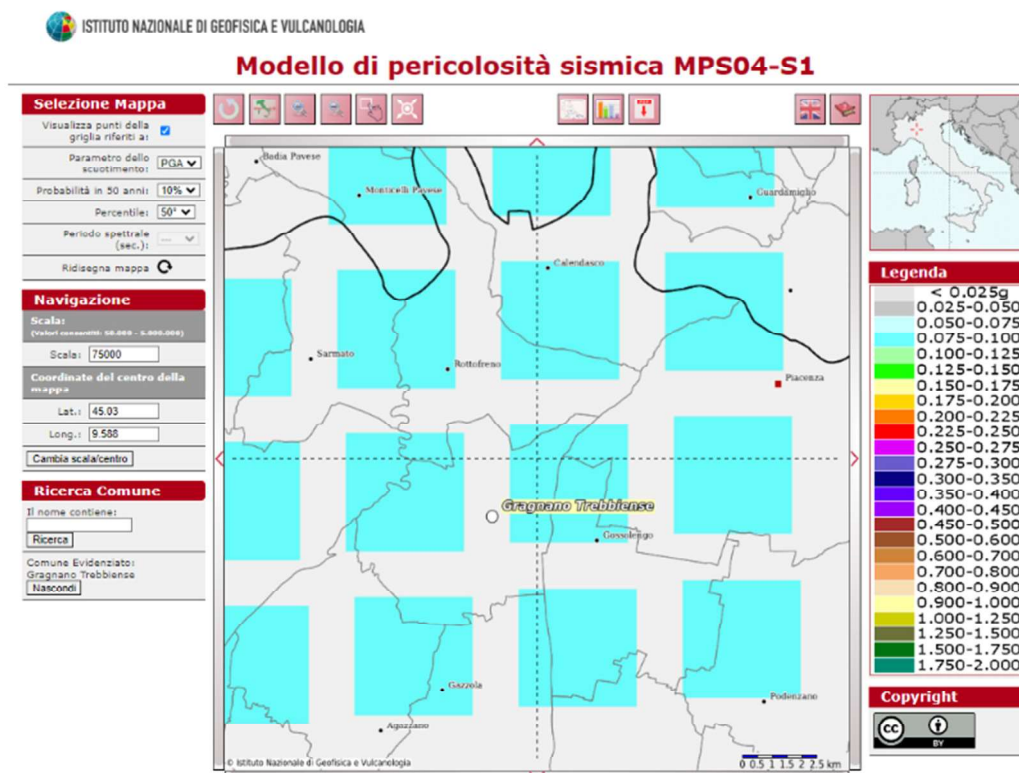 ISTITUTO NAZIONALE DI GEOFISICA E VULCANOLOGIA
Modello di pericolosità sismica MPS04-S1
Selezione Mappa
Visualizza punti della
griglia riferiti a:
Parametro dello
scuotimento:
PGA
Probabilità in 50 anni:
10%
Percentile:
50°
Periodo spettrale
(sec.):
---
Ridisegna mappa
Navigazione
Scala:
(Valori consentiti: 50.000 - 5.000.000)
Scala:
75000
Coordinate del centro della
mappa
Lat.:
45.03
Long.:
9.588
Cambia scala/centro
Ricerca Comune
Il nome contiene:
Ricerca
Comune Evidenziato:
Gragnano Trebbiense
Nascondi
Badia Pavese
Monticelli Pavese
Guardamiglio
Calendasco
Sarmato
Rottofreno
Piacenza
Gragnano Trebbiense
Gossolengo
Gazzola
Podenzano
Agazzano
© Istituto Nazionale di Geofisica e Vulcanologia
0 0.5 1 1.5 2 2.5 km
Legenda
< 0.025g
0.025-0.050
0.050-0.075
0.075-0.100
0.100-0.125
0.125-0.150
0.150-0.175
0.175-0.200
0.200-0.225
0.225-0.250
0.250-0.275
0.275-0.300
0.300-0.350
0.350-0.400
0.400-0.450
0.450-0.500
0.500-0.600
0.600-0.700
0.700-0.800
0.800-0.900
0.900-1.000
1.000-1.250
1.250-1.500
1.500-1.750
1.750-2.000
Copyright
cc
BY